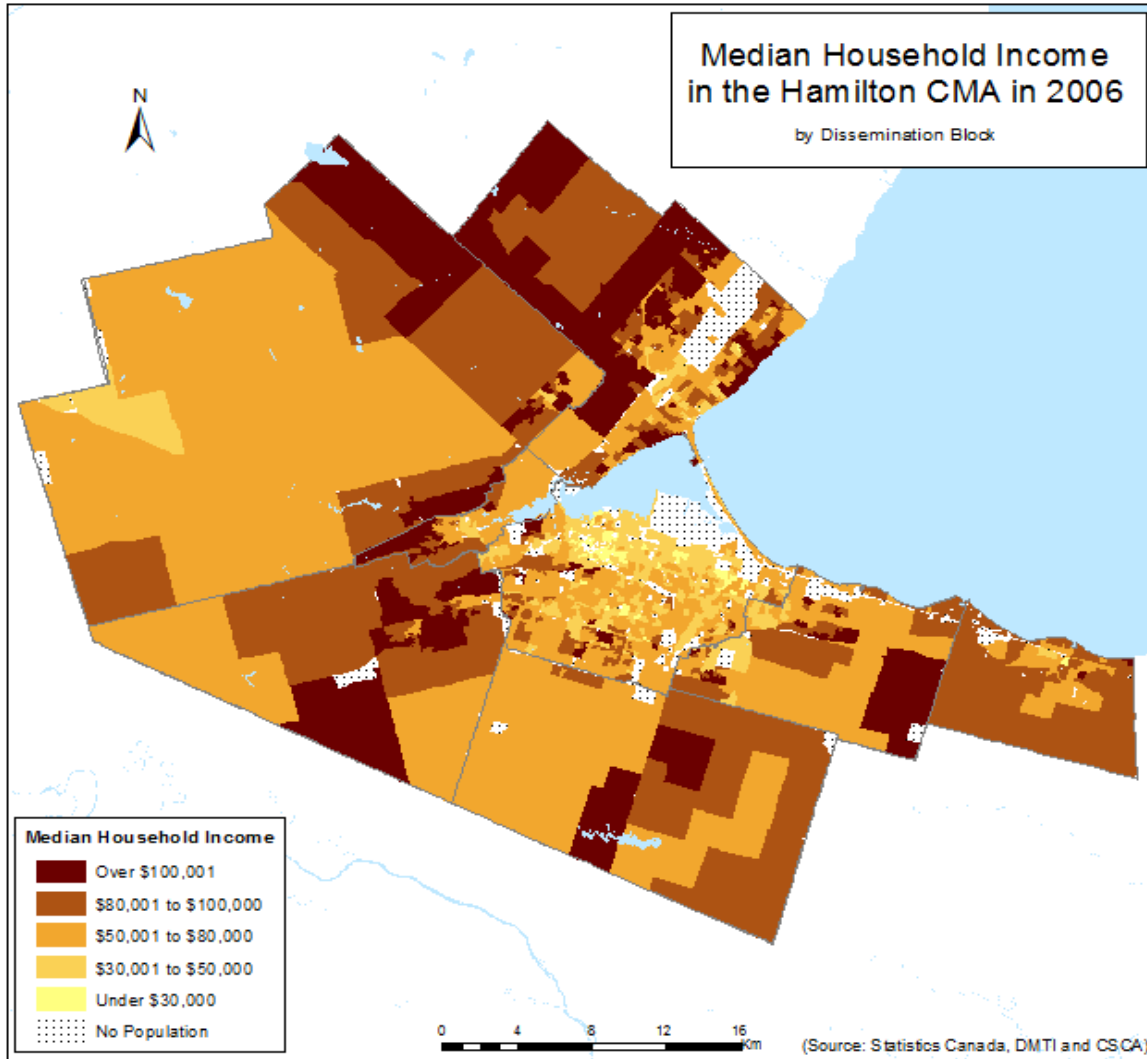 Median Household Income
in the Hamilton CMA in 2006
by Dissemination Block
N
Median Household Income
Over $100,001
$80,001 to $100,000
$50,001 to $80,000
$30,001 to $50,000
Under $30,000
No Population
0 2 4 8 12 16
Km
(Source: Statistics Canada, DMTI and CSCA)